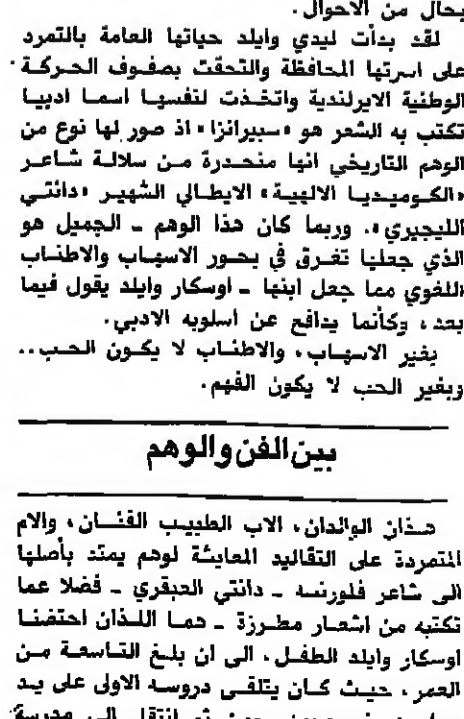 بحال من الاحوال.
لقد بدأت ليدي وايلد حياتها العامة بالتمرد
على اسرتها المحافظة والتحقت بصفوف الحركة
الوطنية الايرلندية واتخذت لنفسها اسما ادبيا
تكتب به الشعر هو «سبيرانزا» اذ صور لها نوع من
الوهم التاريخي انها منحدرة من سلالة شاعر
«الكوميديا الالهية» الايطالي الشهير «دانتي
الليجيري». وربما كان هذا الوهم - الجميل هو
الذي جعلها تغرق في بحور الاسهاب والاطناب
اللغوي مما جعل ابنها - اوسكار وايلد يقول فيما
بعد، وكأنما يدافع عن اسلوبه الادبي.
بغير الاسهاب، والاطناب لا يكون الحب..
وبغير الحب لا يكون الفهم.
بين الفن والوهم
هذان الوالدان، الاب الطبيب الفنان، والام
المتمردة على التقاليد العايشة لوهم يمتد بأصلها
الى شاعر فلورنسه - دانتي العبقري - فضلا عما
تكتبه من اشعار مطرزة - هما اللذان احتضنا
اوسكار وايلد الطفل، الى ان بلغ التاسعة من
العمر، حيث كان يتلقى دروسه الاولى على يد
ثم انتقل الى مدرسة